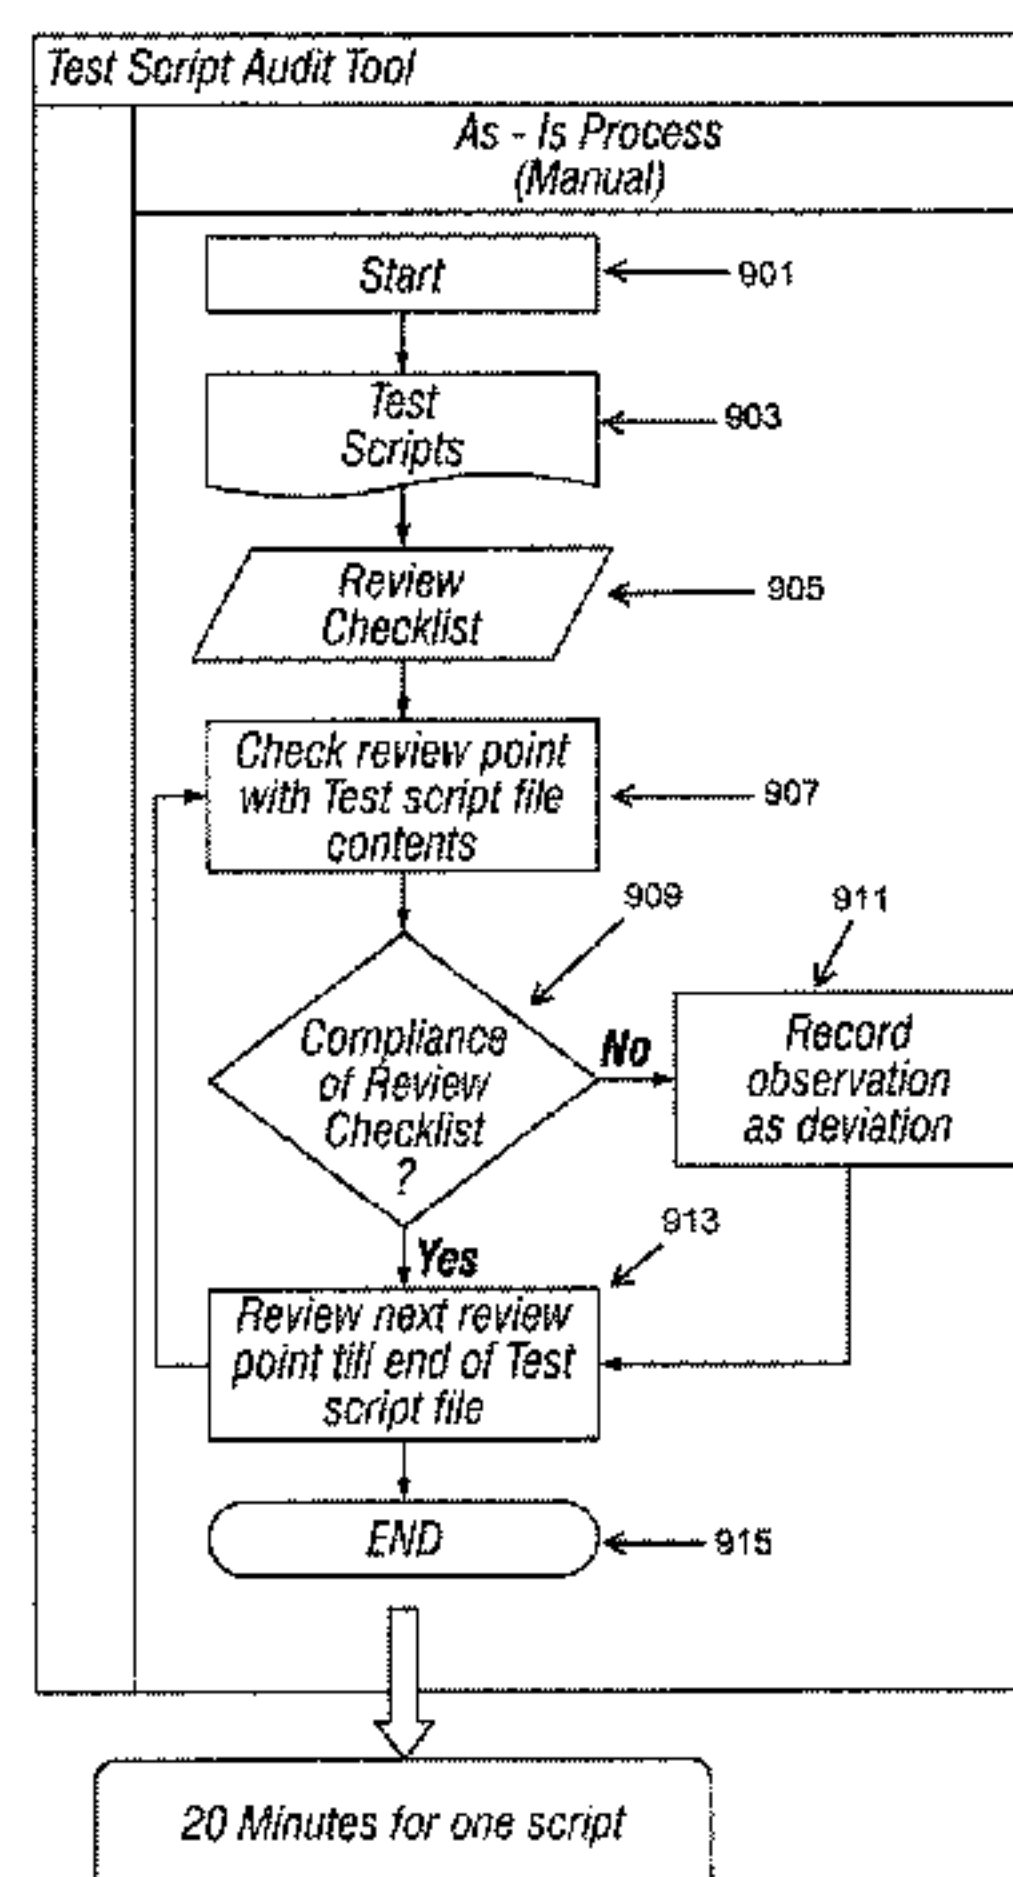 Test Script Audit Tool
As - Is Process
(Manual)
Start
901
Test
Scripts
903
Review
Checklist
905
Check review point
with Test script file
contents
907
909
911
Compliance
of Review
Checklist
?
No
Record
observation
as deviation
Yes
913
Review next review
point till end of Test
script file
END
915
20 Minutes for one script